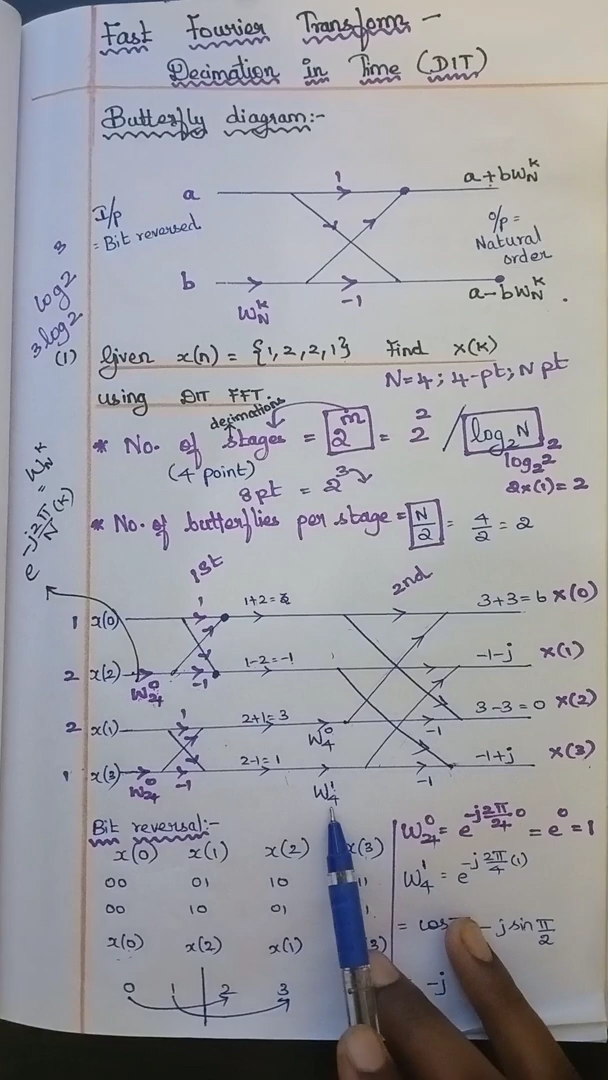 Fast Fourier Transform -
Decimation in Time (DIT)
Butterfly diagram:-
a 1 a+bW_N^k
I/p = Bit reversed
o/p = Natural order
b W_N^k -1 a-bW_N^k.
log2^3
3log2
(1) Given x(n) = {1,2,2,1} Find X(K)
using DIT FFT.
N=4; 4-pt; N pt
decimations
* No. of stages = 2^m = 2^2 / log_2 N
(4 point)
8pt = 2^3
log_2 2^2
2x(1) = 2
* No. of butterflies per stage = N/2 = 4/2 = 2
e^-j2π/N (k) = W_N^k
1st 2nd
1 x(0) 1 1+2=3 3+3=6 X(0)
2 x(2) W_4^0 -1 1-2=-1 -1-j X(1)
2 x(1) 1 2+1=3 W_4^0 -1 3-3=0 X(2)
1 x(3) W_4^0 -1 2-1=1 W_4^1 -1 -1+j X(3)
Bit reversal:-
x(0) x(1) x(2) x(3)
00 01 10 11
00 10 01
x(0) x(2) x(1) 3)
0 1 2 3
W_4^0 = e^-j2π/4 0 = e^0 = 1
W_4^1 = e^-j2π/4 (1)
= cos - j sin π/2
-j